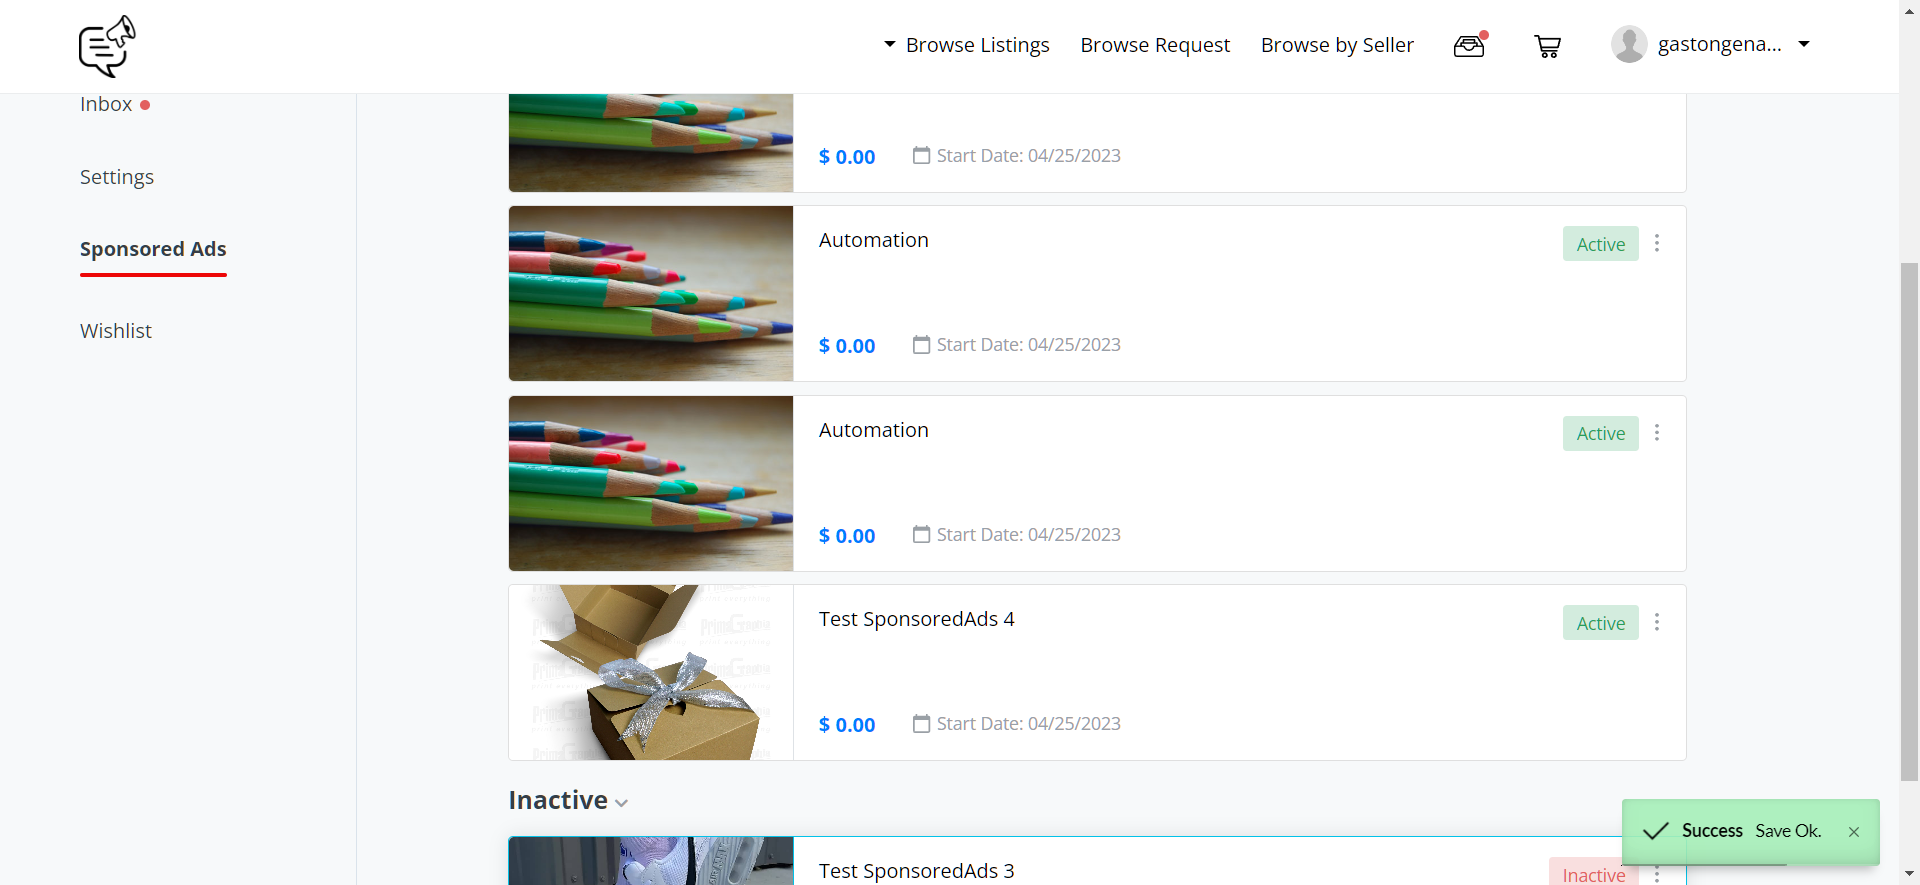 Browse Listings
Browse Request
Browse by Seller
gastongena...
Inbox
Settings
Sponsored Ads
Wishlist
$ 0.00
Start Date: 04/25/2023
Automation
Active
$ 0.00
Start Date: 04/25/2023
Automation
Active
$ 0.00
Start Date: 04/25/2023
Test SponsoredAds 4
Active
$ 0.00
Start Date: 04/25/2023
Inactive
Test SponsoredAds 3
Inactive
Success Save Ok.